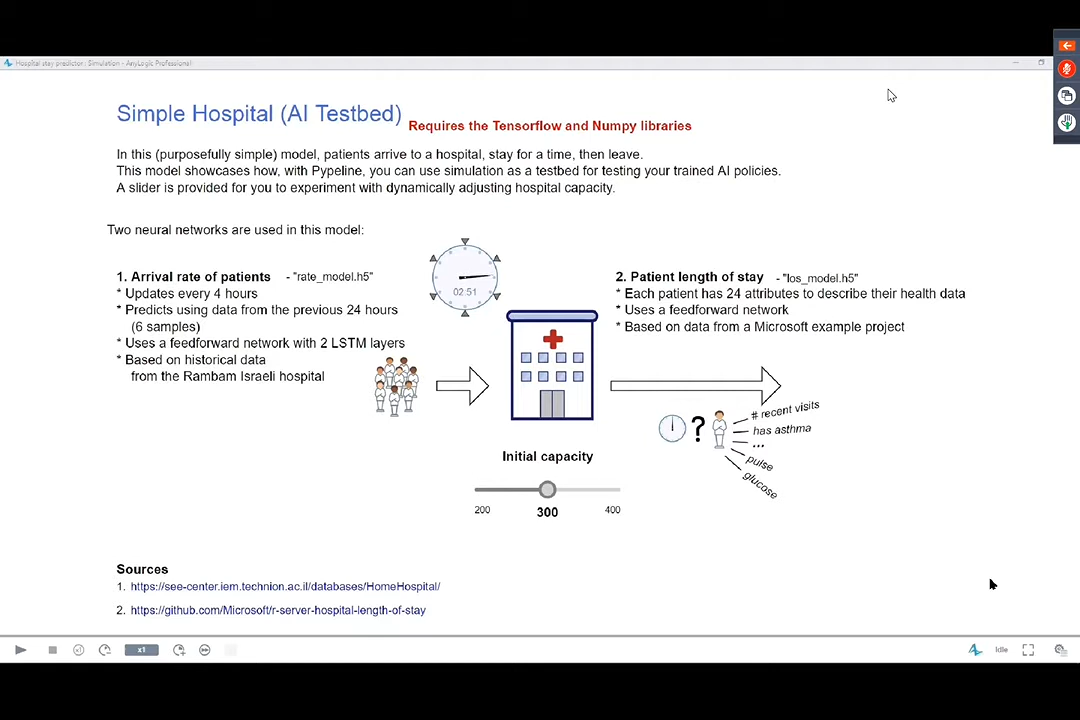 Hospital stay predictor : Simulation - AnyLogic Professional
Simple Hospital (AI Testbed)
Requires the Tensorflow and Numpy libraries
In this (purposefully simple) model, patients arrive to a hospital, stay for a time, then leave.
This model showcases how, with Pypeline, you can use simulation as a testbed for testing your trained AI policies.
A slider is provided for you to experiment with dynamically adjusting hospital capacity.
Two neural networks are used in this model:
1. Arrival rate of patients - "rate_model.h5"
* Updates every 4 hours
* Predicts using data from the previous 24 hours
(6 samples)
* Uses a feedforward network with 2 LSTM layers
* Based on historical data
from the Rambam Israeli hospital
02:51
2. Patient length of stay - "los_model.h5"
* Each patient has 24 attributes to describe their health data
* Uses a feedforward network
* Based on data from a Microsoft example project
?
# recent visits
has asthma
...
pulse
glucose
Initial capacity
200 300 400
Sources
1. https://see-center.iem.technion.ac.il/databases/HomeHospital/
2. https://github.com/Microsoft/r-server-hospital-length-of-stay
x1 x1 Idle